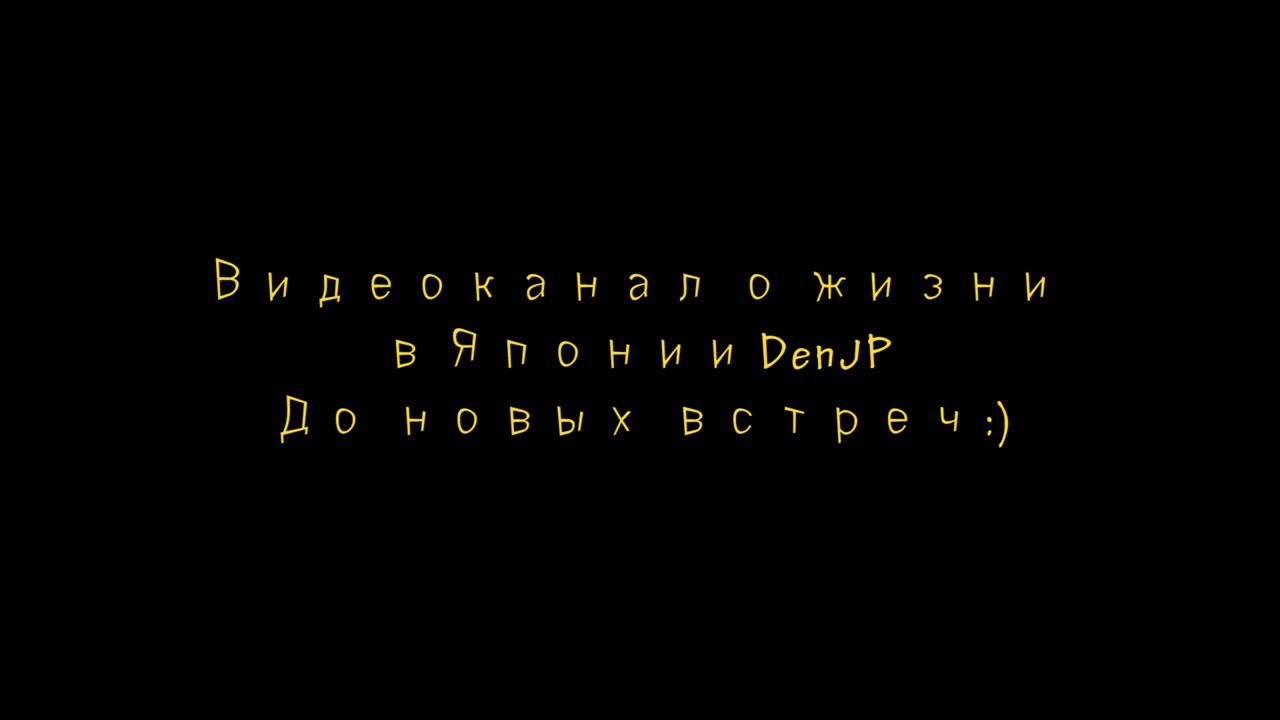 Видеоканал о жизни
в Японии DenJP
До новых встреч :)